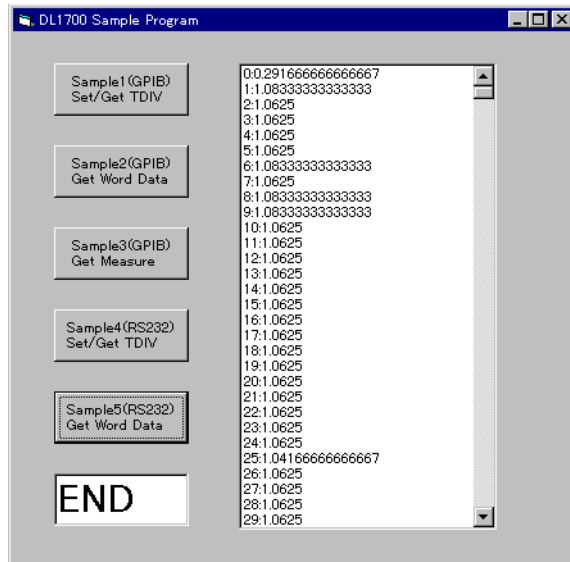 DL1700 Sample Program
Sample1(GPIB)
Set/Get TDIV
Sample2(GPIB)
Get Word Data
Sample3(GPIB)
Get Measure
Sample4(RS232)
Set/Get TDIV
Sample5(RS232)
Get Word Data
END
0:0.291666666666667
1:1.08333333333333
2:1.0625
3:1.0625
4:1.0625
5:1.0625
6:1.08333333333333
7:1.0625
8:1.08333333333333
9:1.08333333333333
10:1.0625
11:1.0625
12:1.0625
13:1.0625
14:1.0625
15:1.0625
16:1.0625
17:1.0625
18:1.0625
19:1.0625
20:1.0625
21:1.0625
22:1.0625
23:1.0625
24:1.0625
25:1.04166666666667
26:1.0625
27:1.0625
28:1.0625
29:1.0625